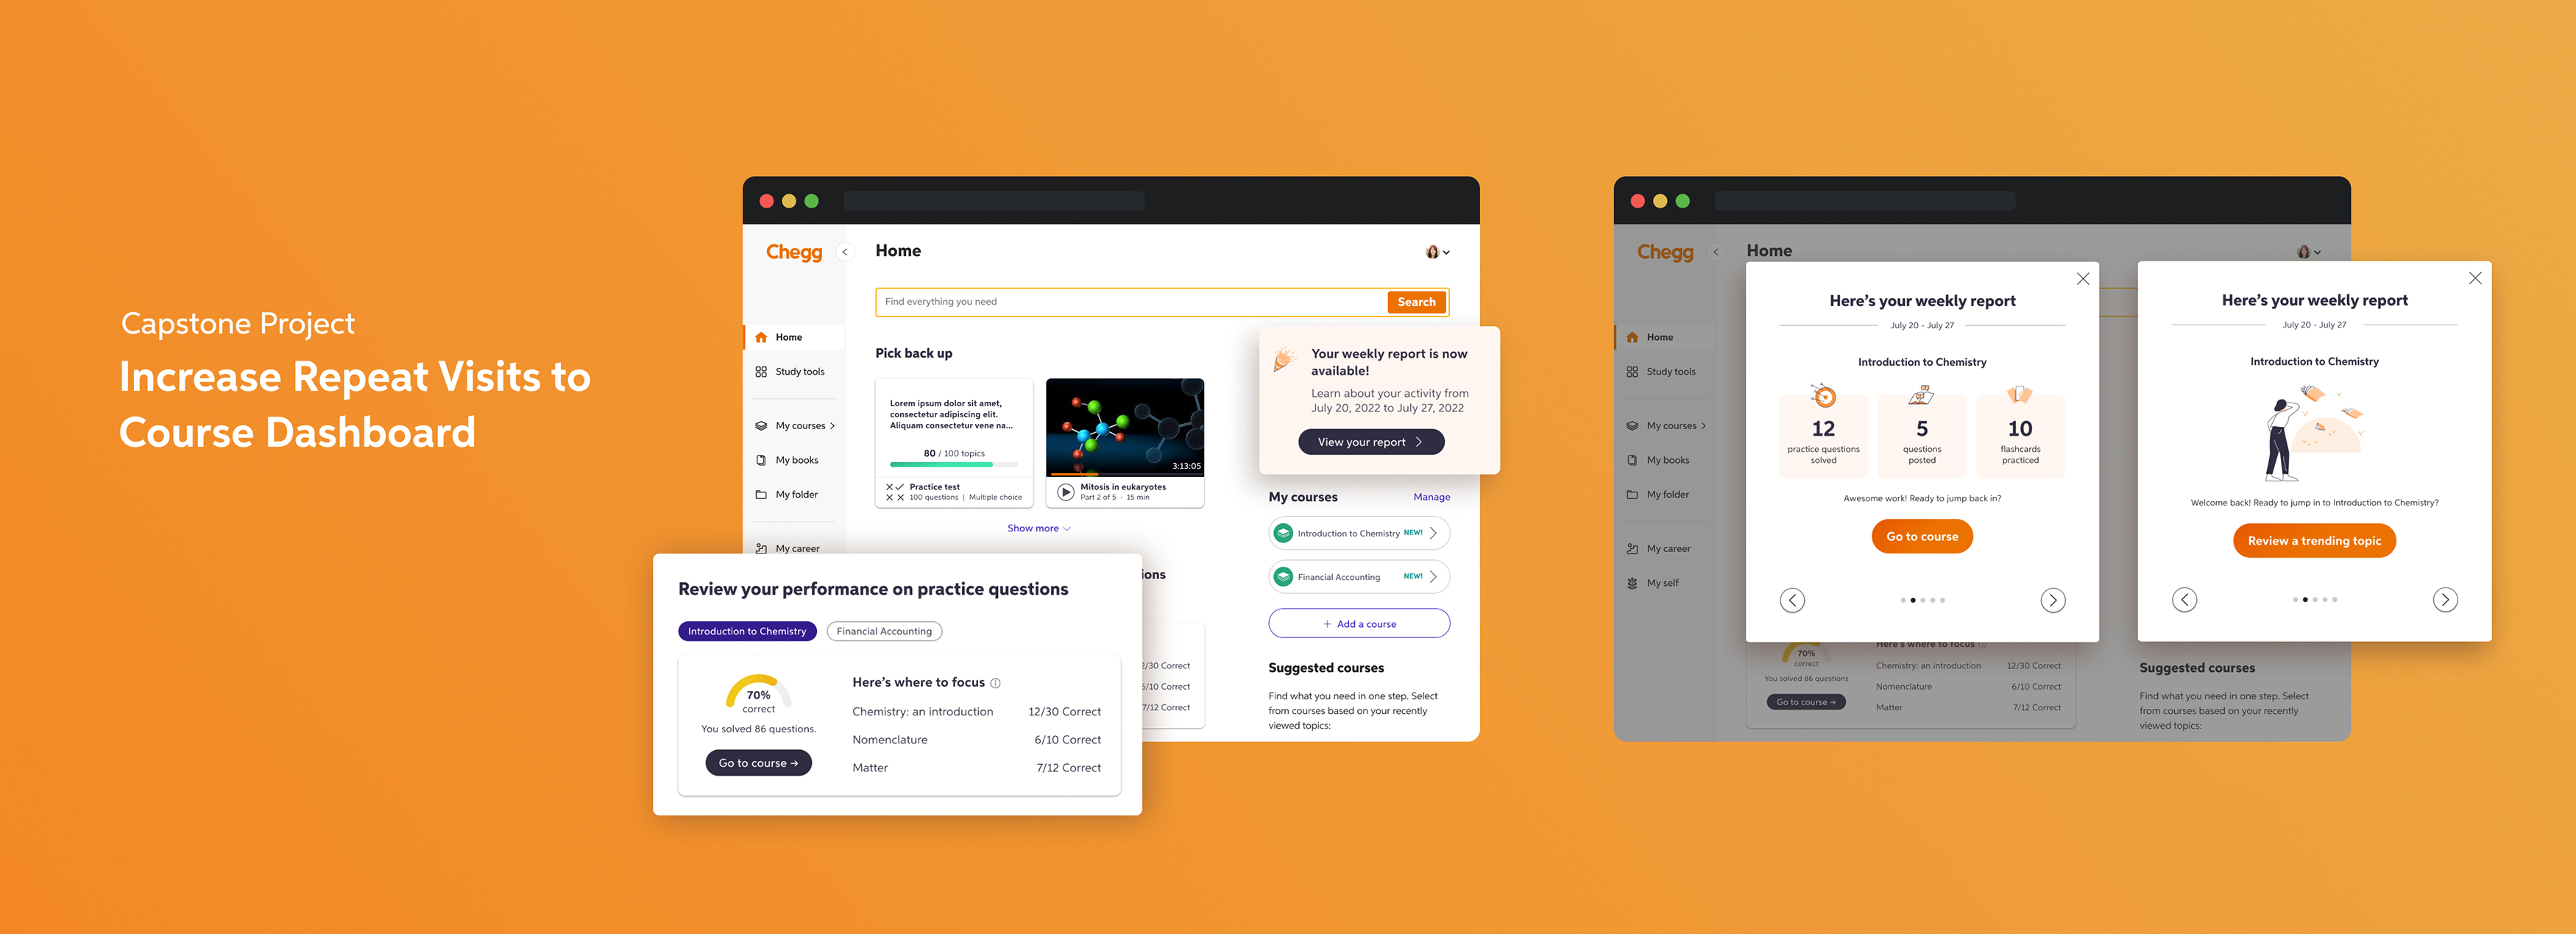 Capstone Project
Increase Repeat Visits to
Course Dashboard
Chegg
Home
Find everything you need
Search
Home
Study tools
My courses
My books
My folder
My career
Pick back up
Lorem ipsum dolor sit amet,
consectetur adipiscing elit.
Aliquam consectetur vene na...
80 / 100 topics
Practice test
100 questions | Multiple choice
3:13:05
Mitosis in eukaryotes
Part 2 of 5 · 15 min
Show more
Your weekly report is now
available!
Learn about your activity from
July 20, 2022 to July 27, 2022
View your report
My courses
Manage
Introduction to Chemistry NEW!
Financial Accounting NEW!
+ Add a course
Suggested courses
Find what you need in one step. Select
from courses based on your recently
viewed topics:
Review your performance on practice questions
Introduction to Chemistry
Financial Accounting
70%
correct
You solved 86 questions.
Go to course →
Here's where to focus
Chemistry: an introduction 12/30 Correct
Nomenclature 6/10 Correct
Matter 7/12 Correct
ions
2/30 Correct
6/10 Correct
7/12 Correct
Chegg
Home
Home
Study tools
My courses
My books
My folder
My career
My self
Here's your weekly report
July 20 - July 27
Introduction to Chemistry
12
practice questions
solved
5
questions
posted
10
flashcards
practiced
Awesome work! Ready to jump back in?
Go to course
Here's your weekly report
July 20 - July 27
Introduction to Chemistry
Welcome back! Ready to jump in to Introduction to Chemistry?
Review a trending topic
70%
correct
You solved 86 questions
Go to course →
Here's where to focus
Chemistry: an introduction 12/30 Correct
Nomenclature 6/10 Correct
Matter 7/12 Correct
Suggested courses
Find what you need in one step. Select
from courses based on your recently
viewed topics: